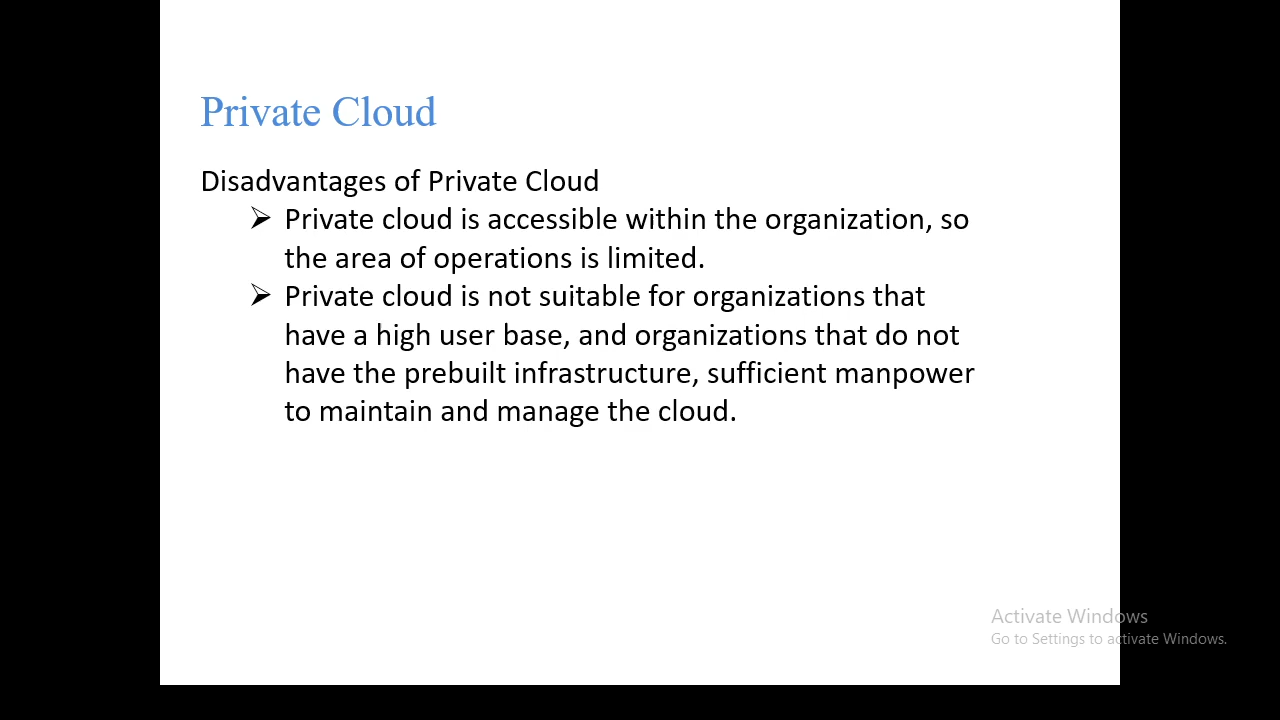 Private Cloud
Disadvantages of Private Cloud
➢ Private cloud is accessible within the organization, so
the area of operations is limited.
➢ Private cloud is not suitable for organizations that
have a high user base, and organizations that do not
have the prebuilt infrastructure, sufficient manpower
to maintain and manage the cloud.
Activate Windows
Go to Settings to activate Windows.